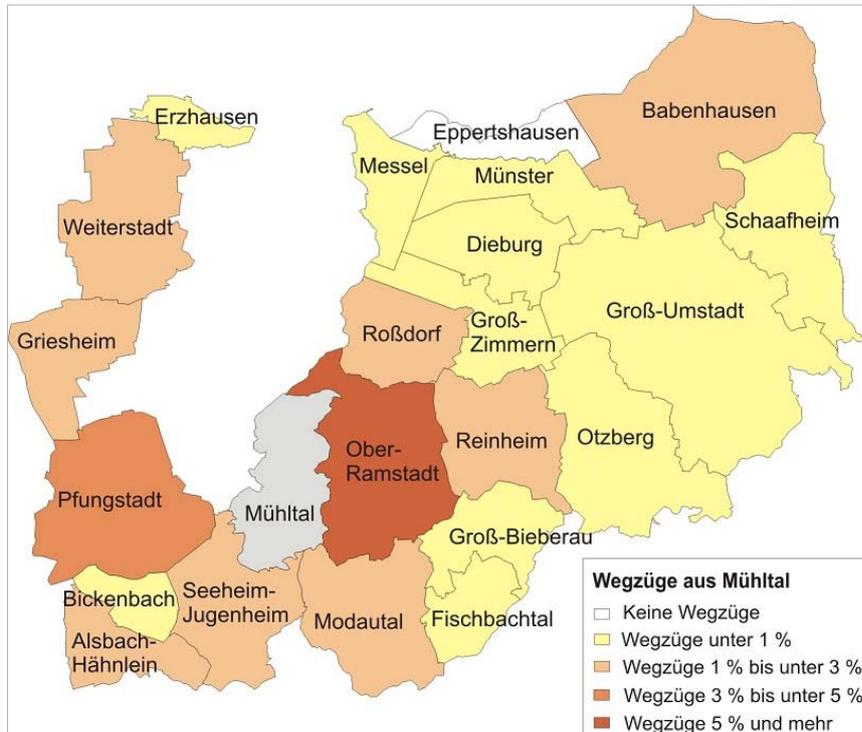 Erzhausen
Babenhausen
Eppertshausen
Messel
Münster
Schaafheim
Weiterstadt
Dieburg
Groß-Umstadt
Griesheim
Roßdorf
Groß-
Zimmern
Reinheim
Otzberg
Ober-
Ramstadt
Pfungstadt
Mühltal
Groß-Bieberau
Bickenbach
Seeheim-
Jugenheim
Modautal
Fischbachtal
Alsbach-
Hähnlein
Wegzüge aus Mühltal
Keine Wegzüge
Wegzüge unter 1 %
Wegzüge 1 % bis unter 3 %
Wegzüge 3 % bis unter 5 %
Wegzüge 5 % und mehr